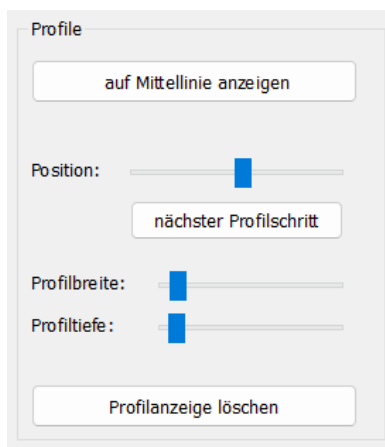 Profile
auf Mittellinie anzeigen
Position:
nächster Profilschritt
Profilbreite:
Profiltiefe:
Profilanzeige löschen